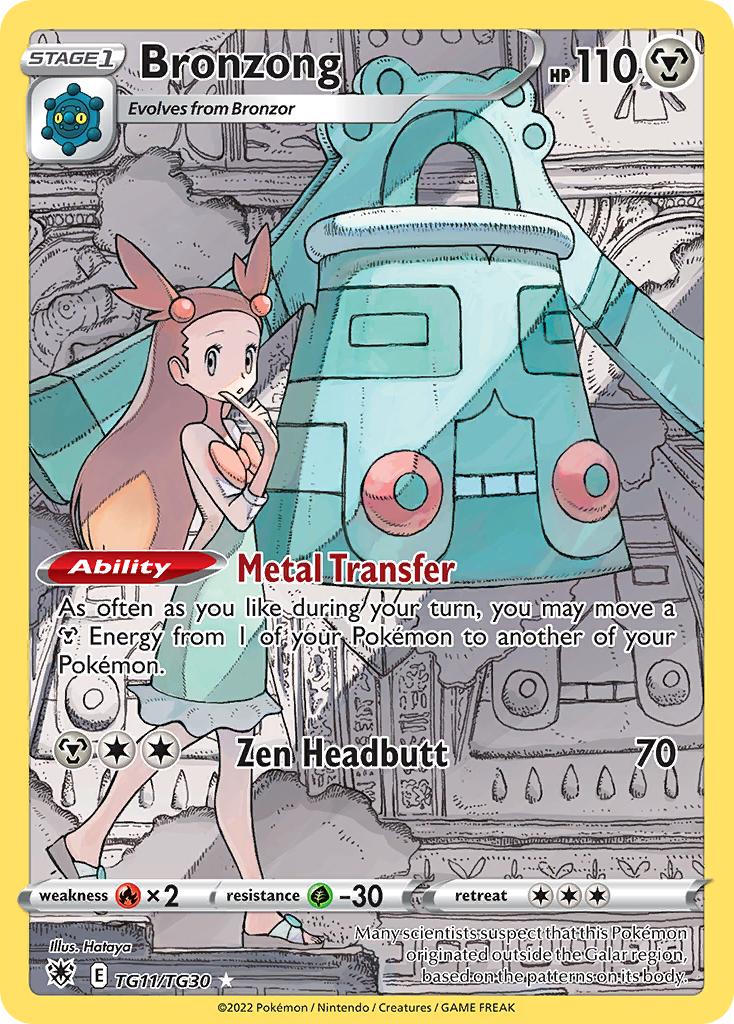 STAGE 1
Bronzong
HP 110
Evolves from Bronzor
Ability Metal Transfer
As often as you like during your turn, you may move a
Energy from 1 of your Pokémon to another of your
Pokémon.
Zen Headbutt 70
weakness ×2 resistance -30 retreat
Illus. Hataya
Many scientists suspect that this Pokémon
originated outside the Galar region,
based on the patterns on its body.
E TG11/TG30
©2022 Pokémon / Nintendo / Creatures / GAME FREAK